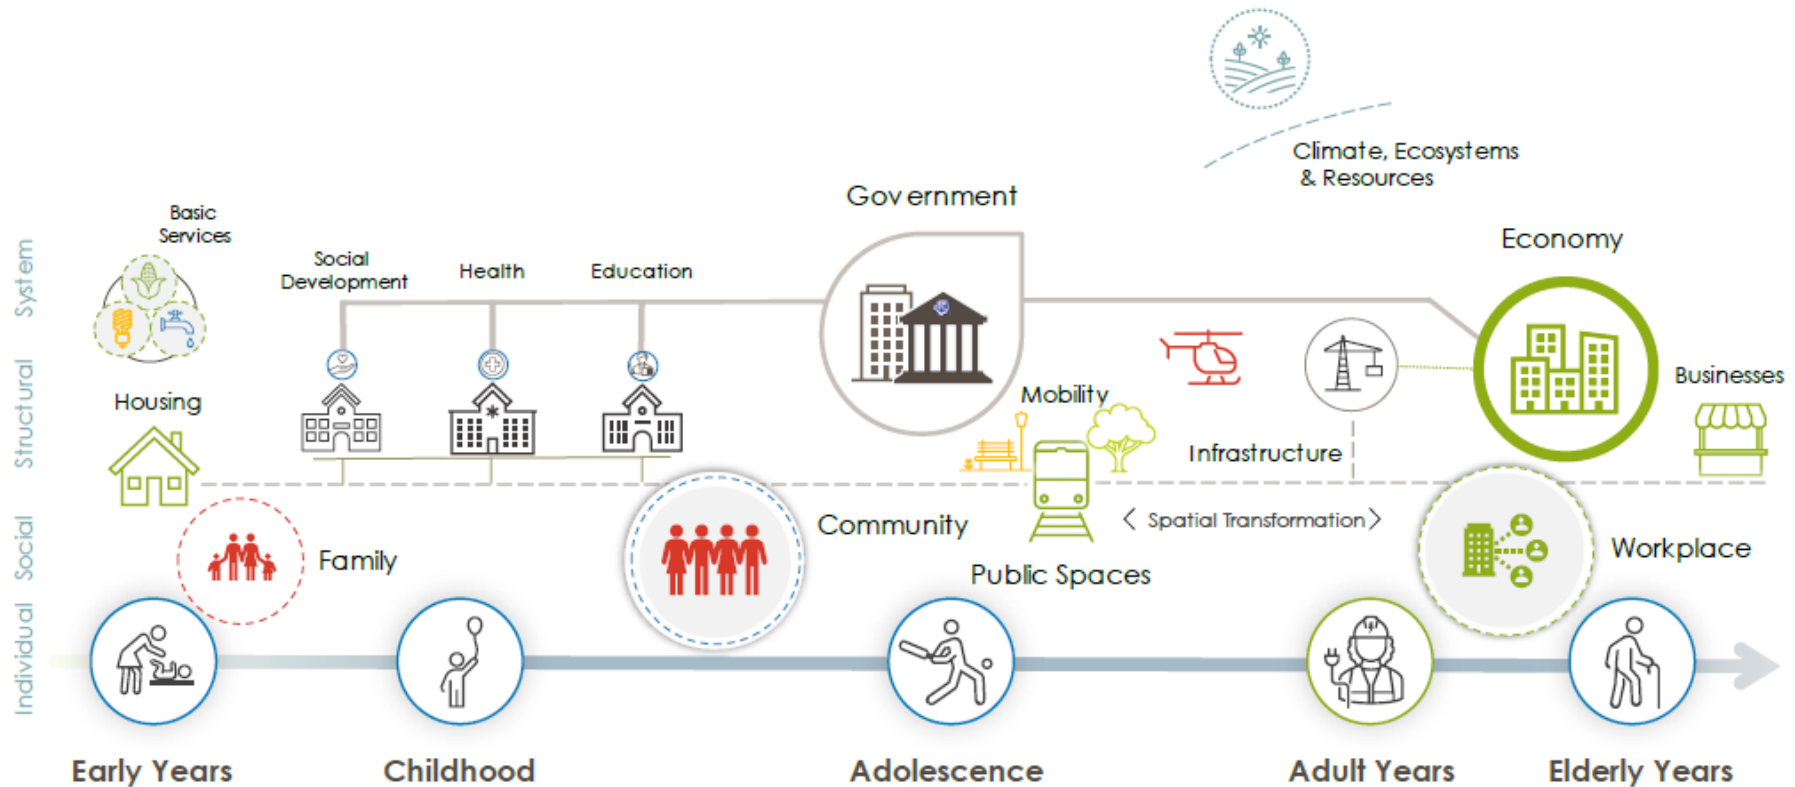 Climate, Ecosystems
& Resources
Government
Basic
Services
Economy
Social
Development
Health
Education
System
Structural
Social
Individual
Housing
Mobility
Businesses
Infrastructure
Spatial Transformation
Community
Family
Workplace
Public Spaces
Early Years
Childhood
Adolescence
Adult Years
Elderly Years